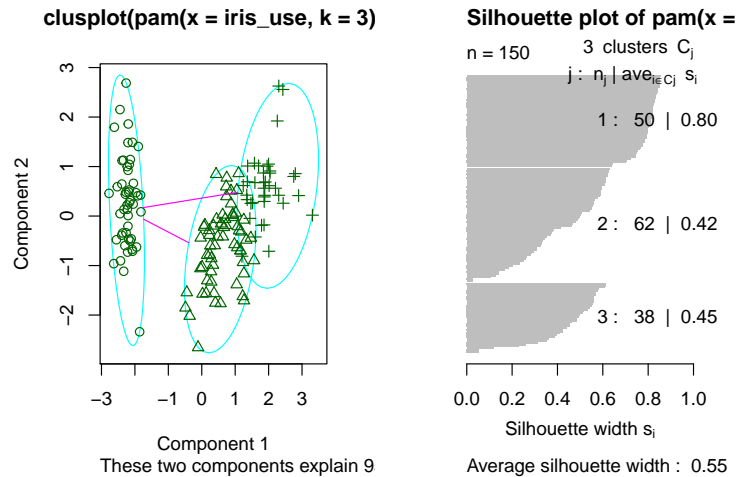 clusplot(pam(x = iris_use, k = 3)
Component 2
3
2
1
0
−1
−2
−3 −2 −1 0 1 2 3
Component 1
These two components explain 9
Silhouette plot of pam(x =
n = 150
3 clusters Cj
j : nj | avei∈Cj si
1 : 50 | 0.80
2 : 62 | 0.42
3 : 38 | 0.45
0.0 0.2 0.4 0.6 0.8 1.0
Silhouette width si
Average silhouette width : 0.55